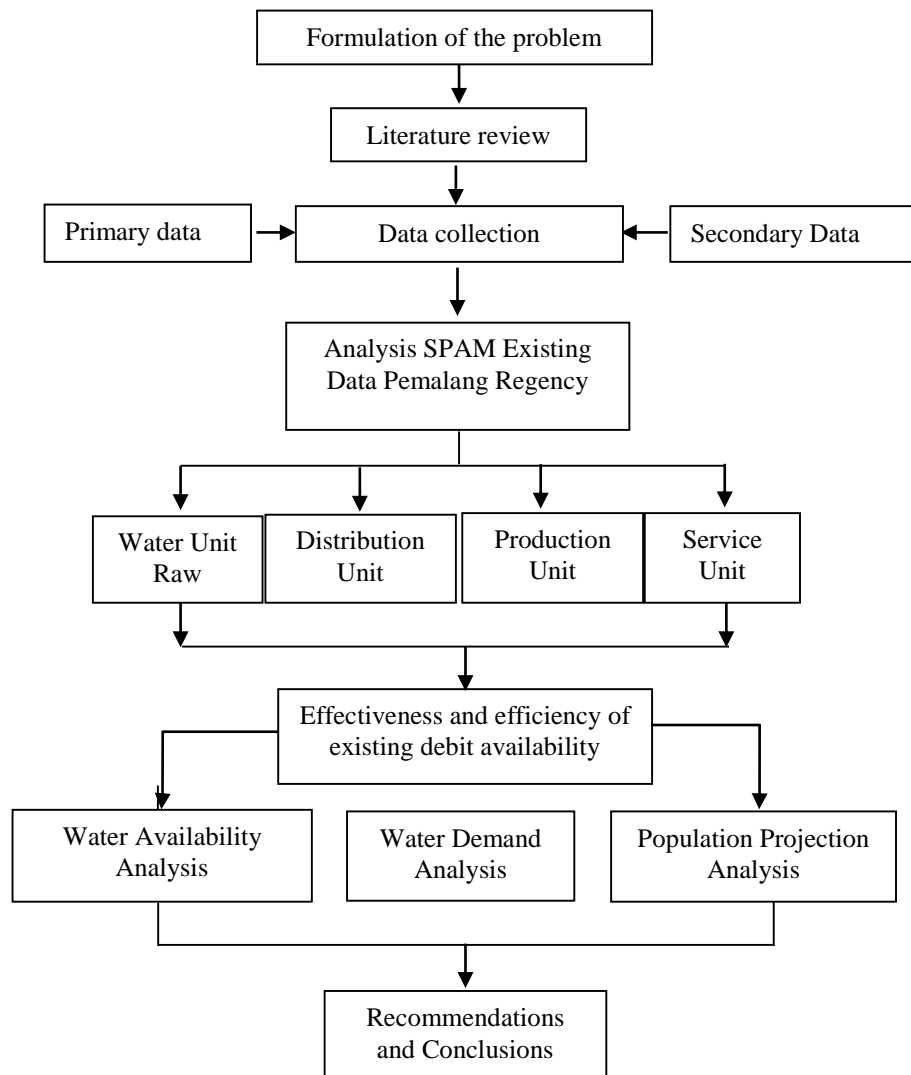 Formulation of the problem
Literature review
Primary data
Data collection
Secondary Data
Analysis SPAM Existing
Data Pemalang Regency
Water Unit
Raw
Distribution
Unit
Production
Unit
Service
Unit
Effectiveness and efficiency of
existing debit availability
Water Availability
Analysis
Water Demand
Analysis
Population Projection
Analysis
Recommendations
and Conclusions